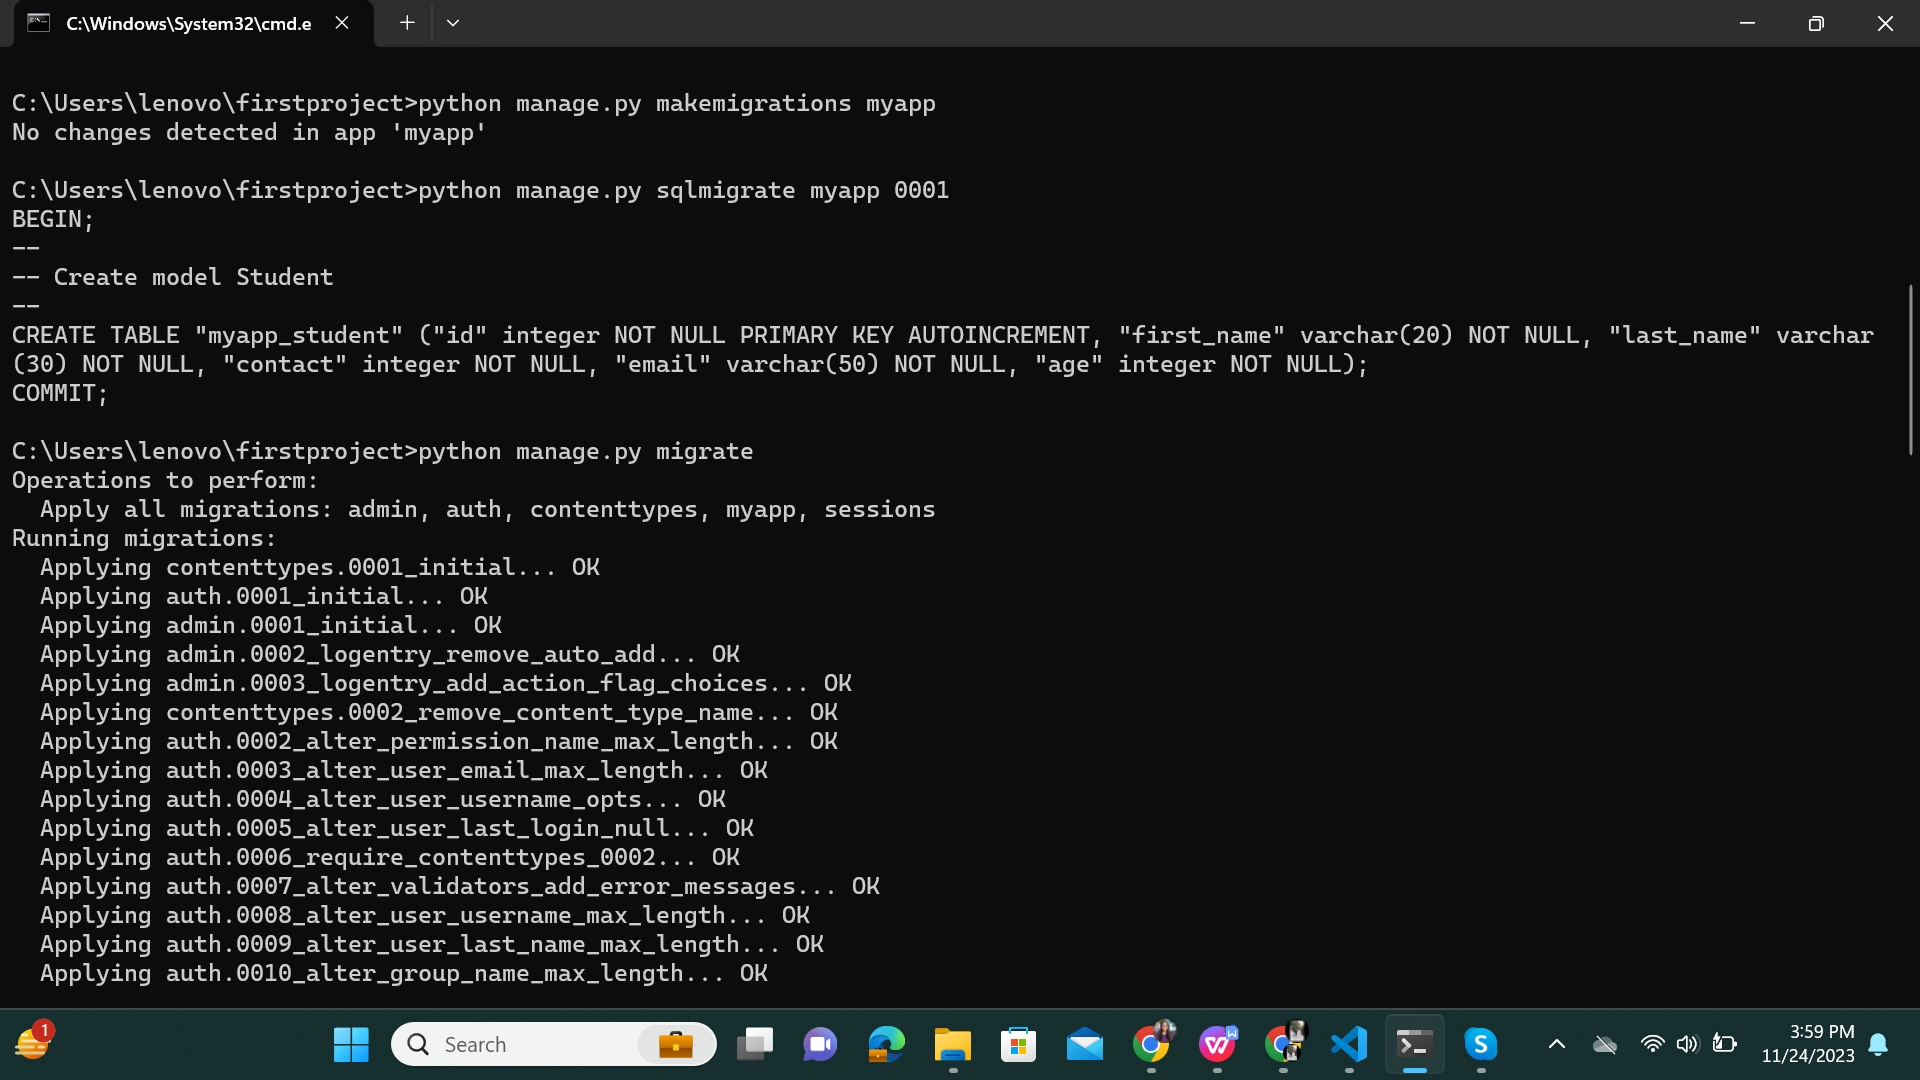 C:\Windows\System32\cmd.e
C:\Users\lenovo\firstproject>python manage.py makemigrations myapp
No changes detected in app 'myapp'
C:\Users\lenovo\firstproject>python manage.py sqlmigrate myapp 0001
BEGIN;
--
-- Create model Student
--
CREATE TABLE "myapp_student" ("id" integer NOT NULL PRIMARY KEY AUTOINCREMENT, "first_name" varchar(20) NOT NULL, "last_name" varchar
(30) NOT NULL, "contact" integer NOT NULL, "email" varchar(50) NOT NULL, "age" integer NOT NULL);
COMMIT;
C:\Users\lenovo\firstproject>python manage.py migrate
Operations to perform:
  Apply all migrations: admin, auth, contenttypes, myapp, sessions
Running migrations:
  Applying contenttypes.0001_initial... OK
  Applying auth.0001_initial... OK
  Applying admin.0001_initial... OK
  Applying admin.0002_logentry_remove_auto_add... OK
  Applying admin.0003_logentry_add_action_flag_choices... OK
  Applying contenttypes.0002_remove_content_type_name... OK
  Applying auth.0002_alter_permission_name_max_length... OK
  Applying auth.0003_alter_user_email_max_length... OK
  Applying auth.0004_alter_user_username_opts... OK
  Applying auth.0005_alter_user_last_login_null... OK
  Applying auth.0006_require_contenttypes_0002... OK
  Applying auth.0007_alter_validators_add_error_messages... OK
  Applying auth.0008_alter_user_username_max_length... OK
  Applying auth.0009_alter_user_last_name_max_length... OK
  Applying auth.0010_alter_group_name_max_length... OK
1
Search
3:59 PM
11/24/2023